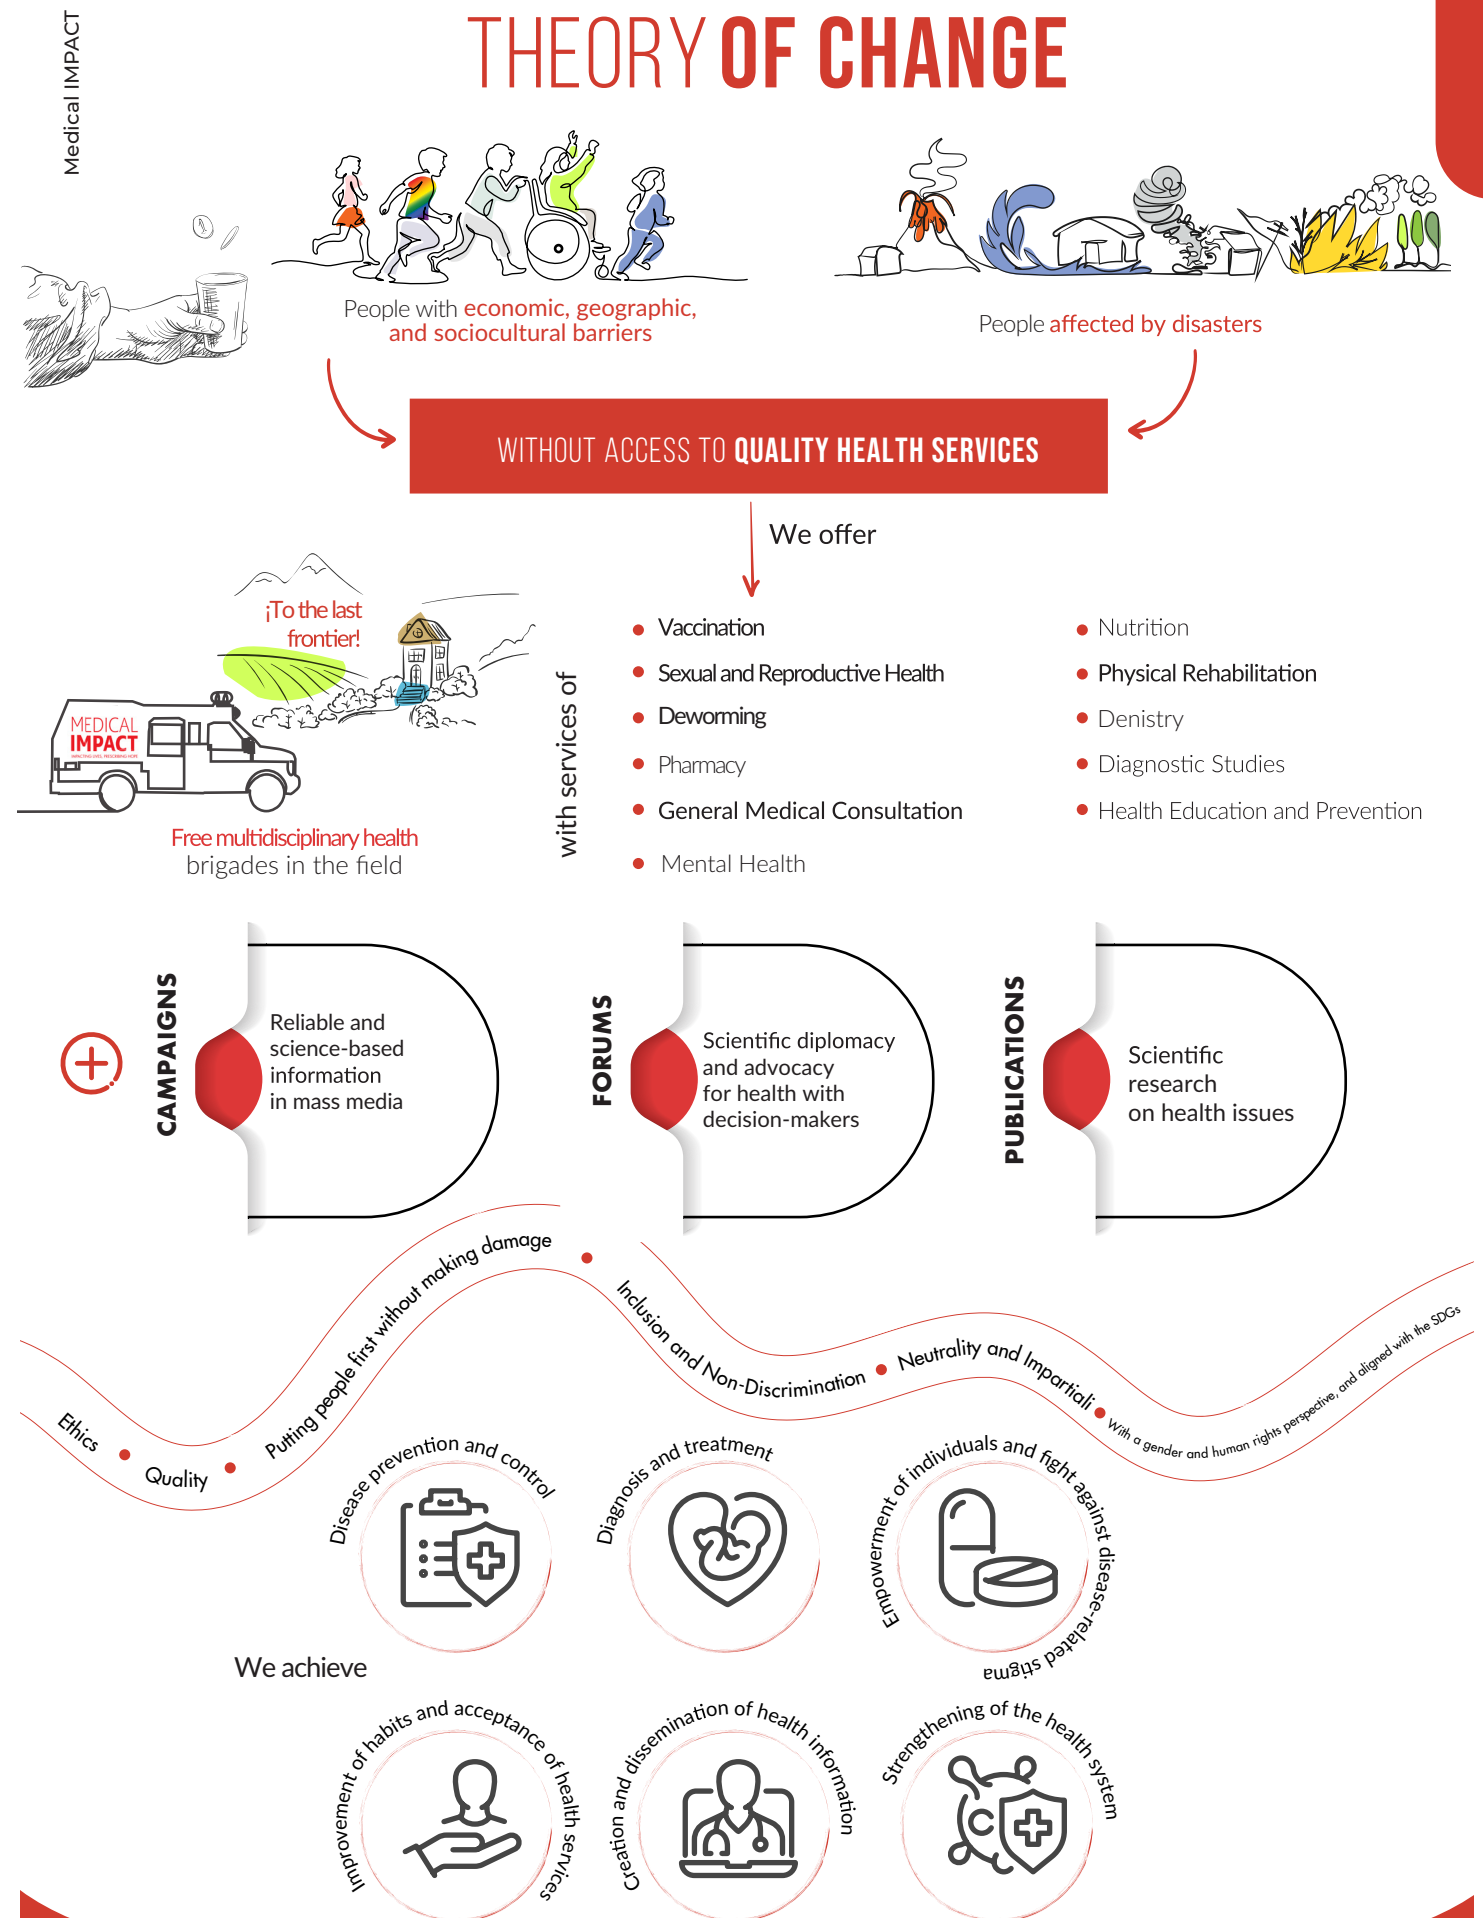 Medical IMPACT
THEORY OF CHANGE
People with economic, geographic,
and sociocultural barriers
People affected by disasters
WITHOUT ACCESS TO QUALITY HEALTH SERVICES
We offer
¡To the last
frontier!
MEDICAL
IMPACT
Free multidisciplinary health
brigades in the field
with services of
Vaccination
Sexual and Reproductive Health
Deworming
Pharmacy
General Medical Consultation
Mental Health
Nutrition
Physical Rehabilitation
Denistry
Diagnostic Studies
Health Education and Prevention
CAMPAIGNS
Reliable and
science-based
information
in mass media
FORUMS
Scientific diplomacy
and advocacy
for health with
decision-makers
PUBLICATIONS
Scientific
research
on health issues
Ethics
Quality
Putting people first without making damage
Inclusion and Non-Discrimination
Neutrality and Impartiali
With a gender and human rights perspective, and aligned with the SDGs
Disease prevention and control
Diagnosis and treatment
Empowerment of individuals and fight against disease-related stigma
We achieve
Improvement of habits and acceptance of health services
Creation and dissemination of health information
Strengthening of the health system